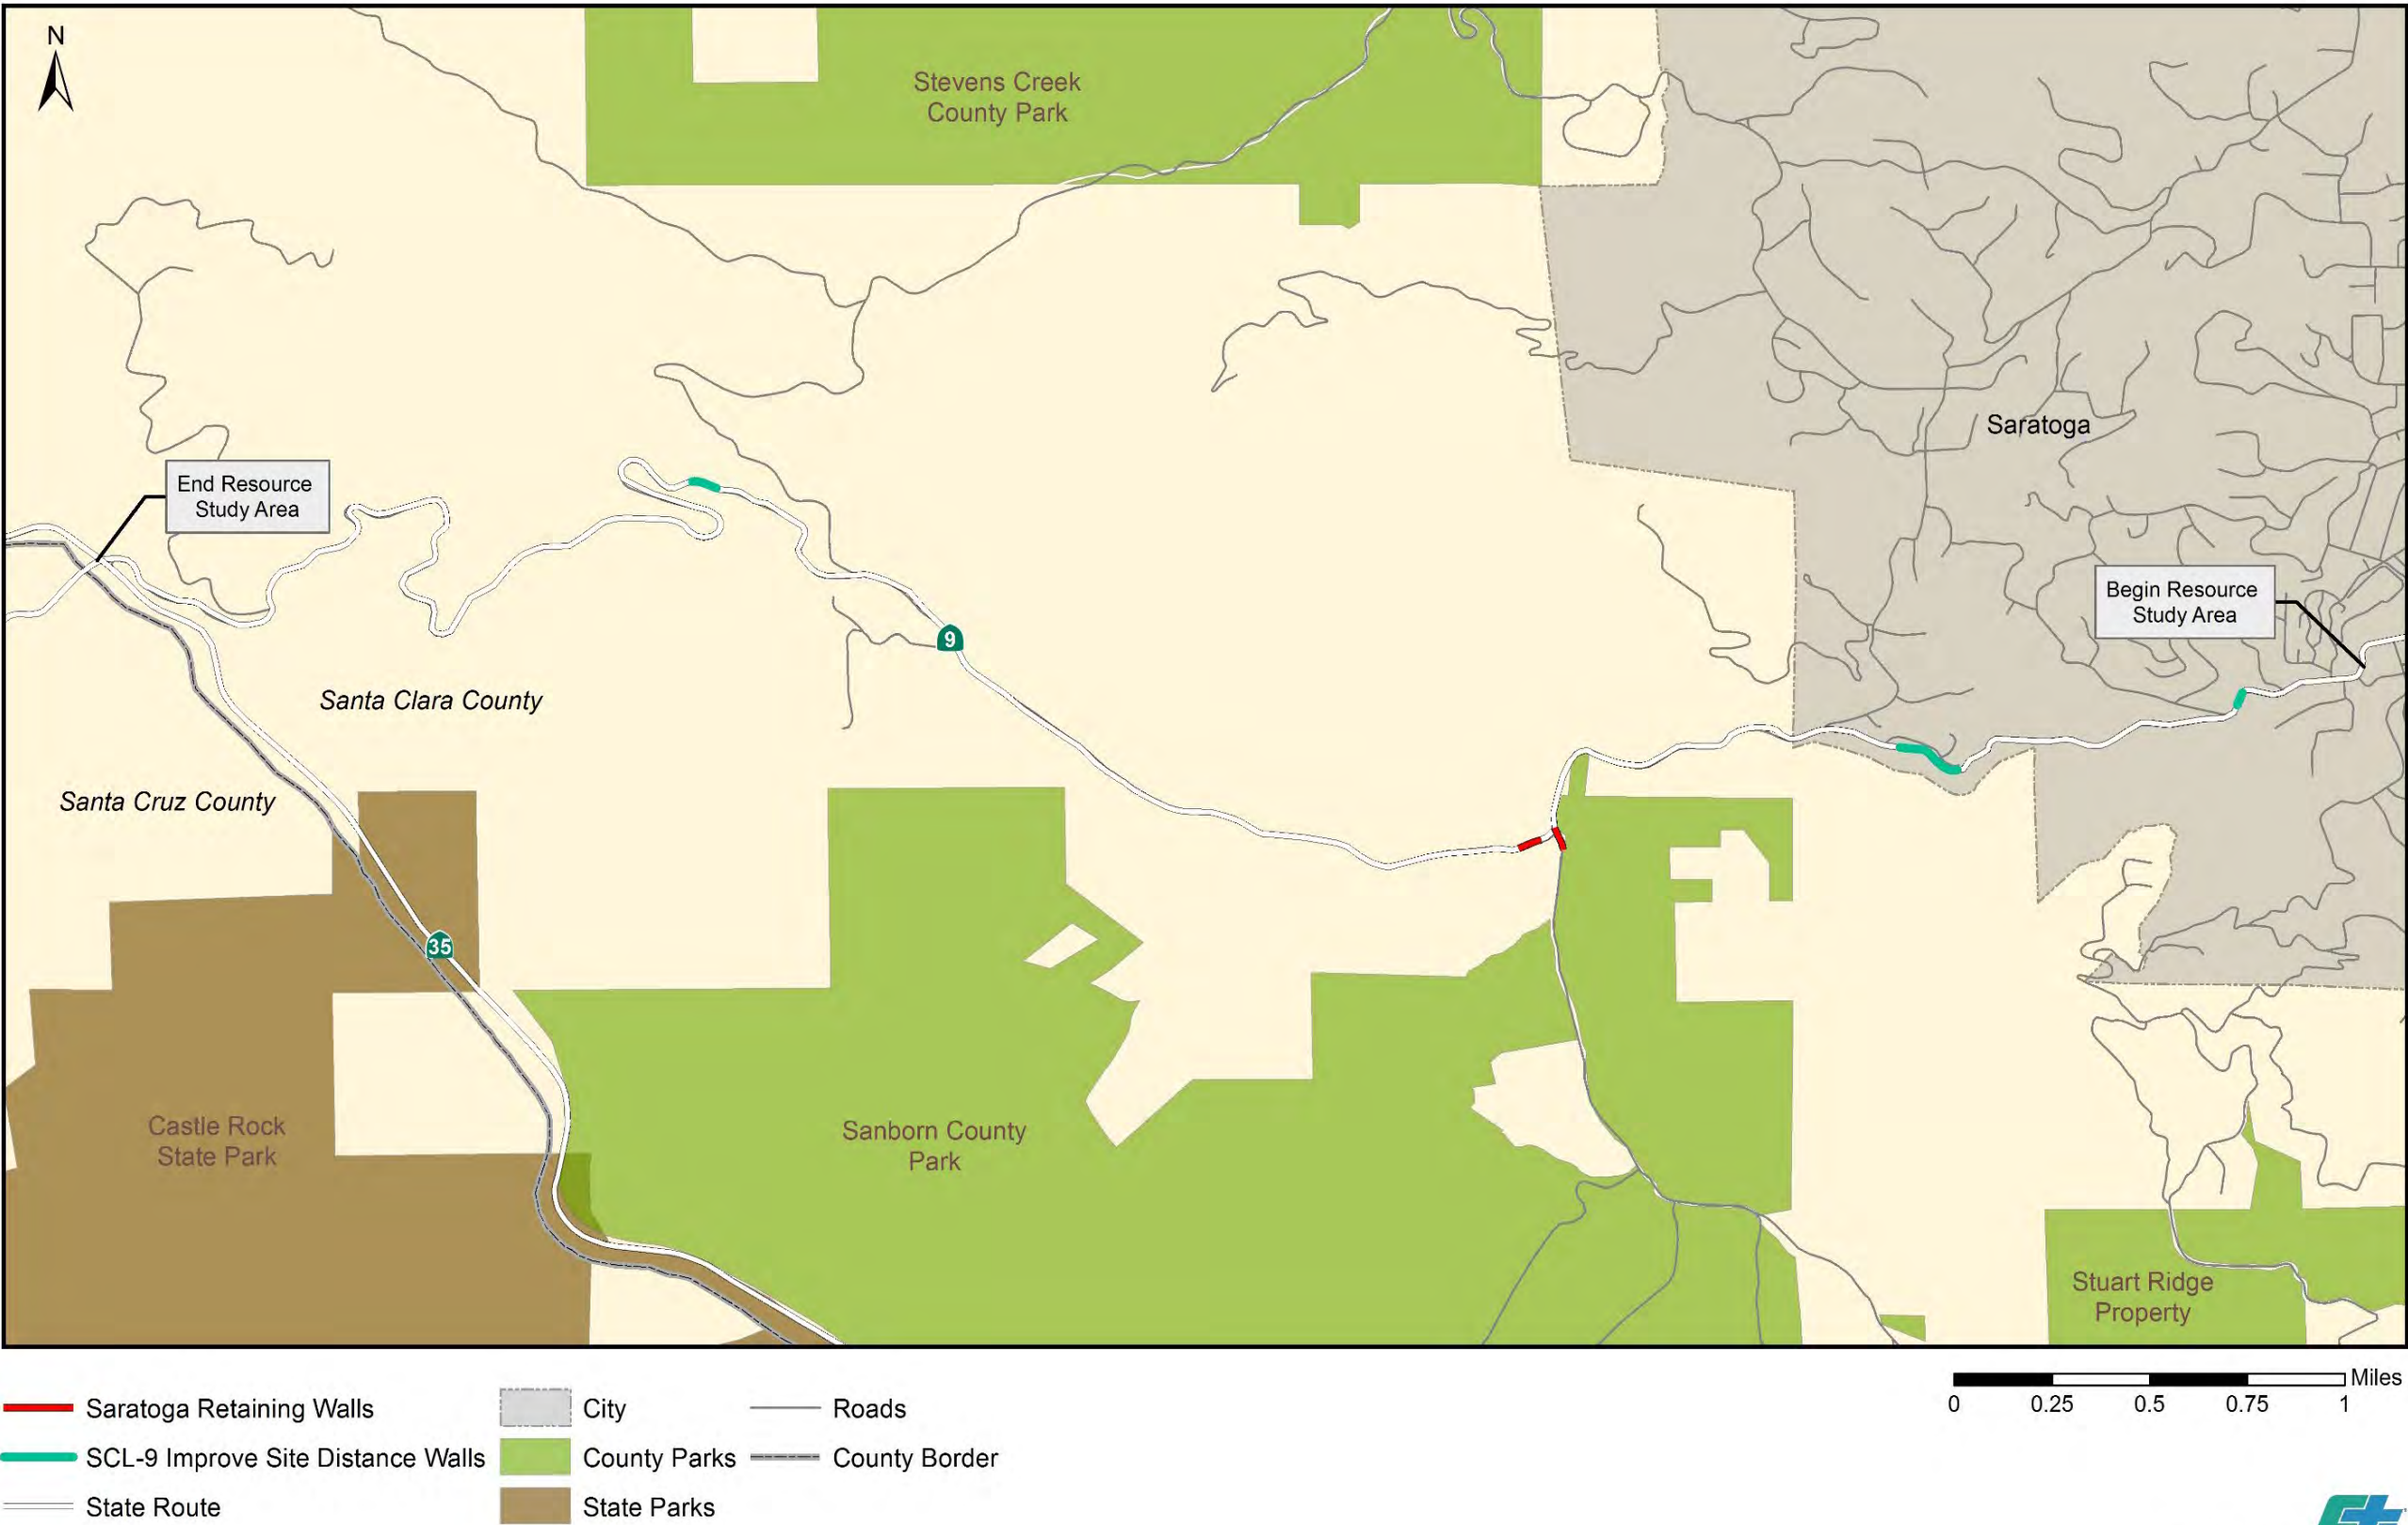 N
Stevens Creek
County Park
Saratoga
End Resource
Study Area
Begin Resource
Study Area
9
Santa Clara County
Santa Cruz County
35
Castle Rock
State Park
Sanborn County
Park
Stuart Ridge
Property
Miles
0 0.25 0.5 0.75 1
Saratoga Retaining Walls
SCL-9 Improve Site Distance Walls
State Route
City
County Parks
State Parks
Roads
County Border